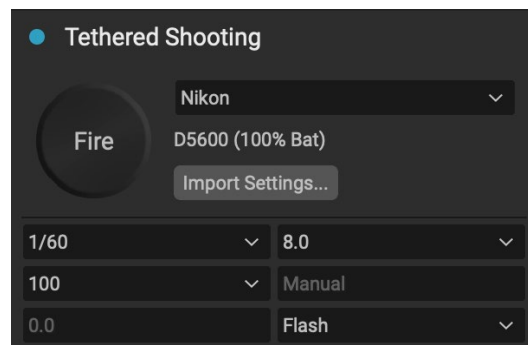 Tethered Shooting
Nikon
Fire
D5600 (100% Bat)
Import Settings...
1/60 8.0
100 Manual
0.0 Flash